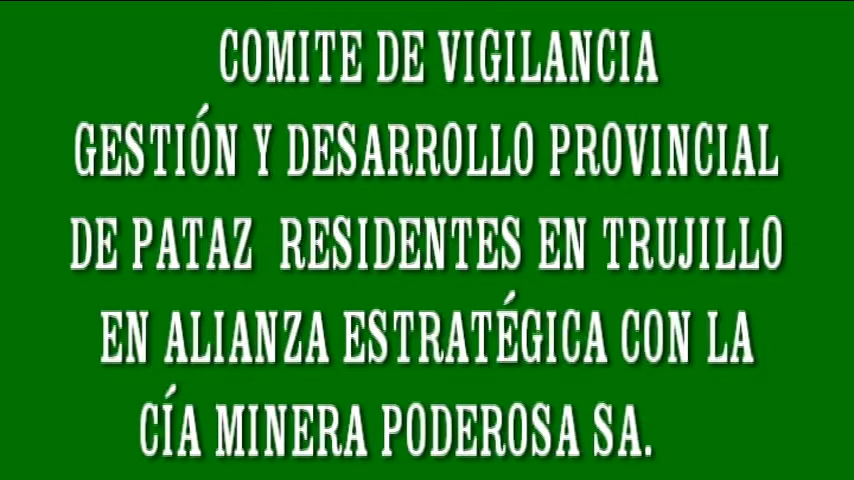 COMITE DE VIGILANCIA
GESTIÓN Y DESARROLLO PROVINCIAL
DE PATAZ RESIDENTES EN TRUJILLO
EN ALIANZA ESTRATÉGICA CON LA
CÍA MINERA PODEROSA SA.